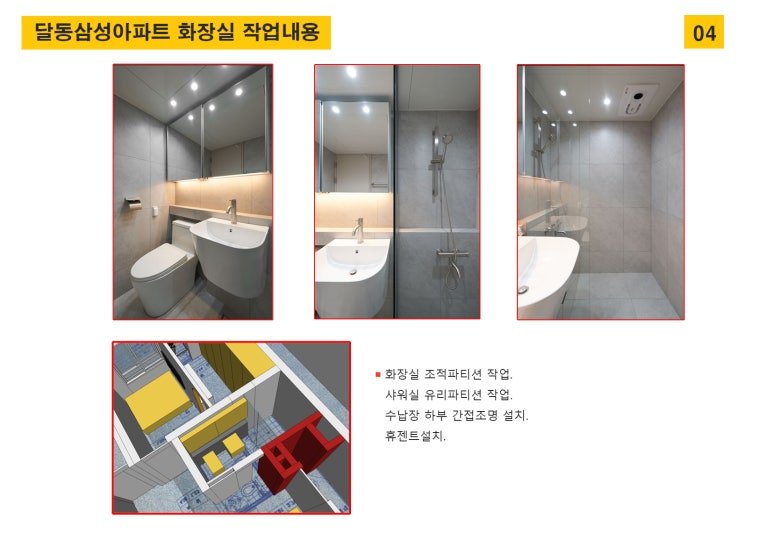 달동삼성아파트 화장실 작업내용
04
화장실 조적파티션 작업.
샤워실 유리파티션 작업.
수납장 하부 간접조명 설치.
휴젠트설치.